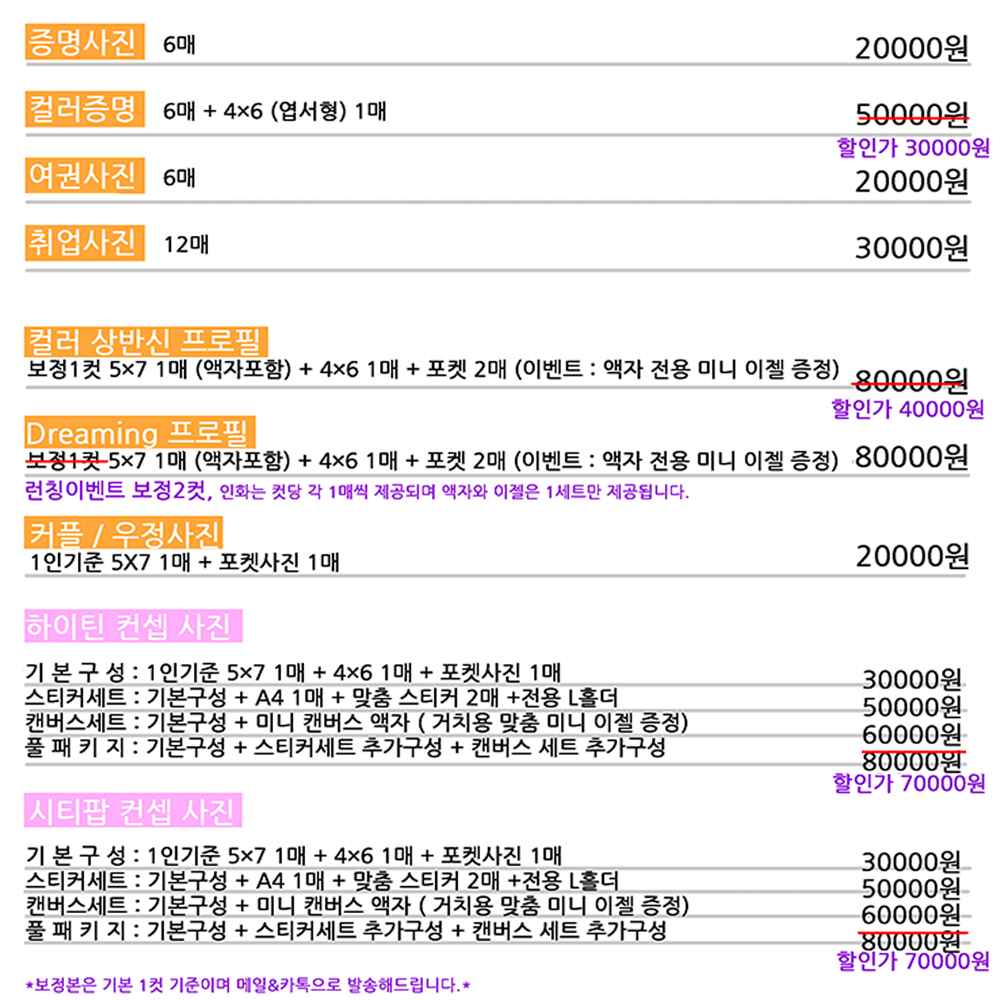 증명사진 6매 20000원
컬러증명 6매 + 4×6 (엽서형) 1매 50000원
할인가 30000원
여권사진 6매 20000원
취업사진 12매 30000원
컬러 상반신 프로필
보정1컷 5×7 1매 (액자포함) + 4×6 1매 + 포켓 2매 (이벤트 : 액자 전용 미니 이젤 증정) 80000원
할인가 40000원
Dreaming 프로필
보정1컷 5×7 1매 (액자포함) + 4×6 1매 + 포켓 2매 (이벤트 : 액자 전용 미니 이젤 증정) 80000원
런칭이벤트 보정2컷, 인화는 컷당 각 1매씩 제공되며 액자와 이젤은 1세트만 제공됩니다.
커플 / 우정사진
1인기준 5X7 1매 + 포켓사진 1매 20000원
하이틴 컨셉 사진
기 본 구 성 : 1인기준 5×7 1매 + 4×6 1매 + 포켓사진 1매 30000원
스티커세트 : 기본구성 + A4 1매 + 맞춤 스티커 2매 +전용 L홀더 50000원
캔버스세트 : 기본구성 + 미니 캔버스 액자 ( 거치용 맞춤 미니 이젤 증정) 60000원
풀 패 키 지 : 기본구성 + 스티커세트 추가구성 + 캔버스 세트 추가구성 80000원
할인가 70000원
시티팝 컨셉 사진
기 본 구 성 : 1인기준 5×7 1매 + 4×6 1매 + 포켓사진 1매 30000원
스티커세트 : 기본구성 + A4 1매 + 맞춤 스티커 2매 +전용 L홀더 50000원
캔버스세트 : 기본구성 + 미니 캔버스 액자 ( 거치용 맞춤 미니 이젤 증정) 60000원
풀 패 키 지 : 기본구성 + 스티커세트 추가구성 + 캔버스 세트 추가구성 80000원
할인가 70000원
*보정본은 기본 1컷 기준이며 메일&카톡으로 발송해드립니다.*